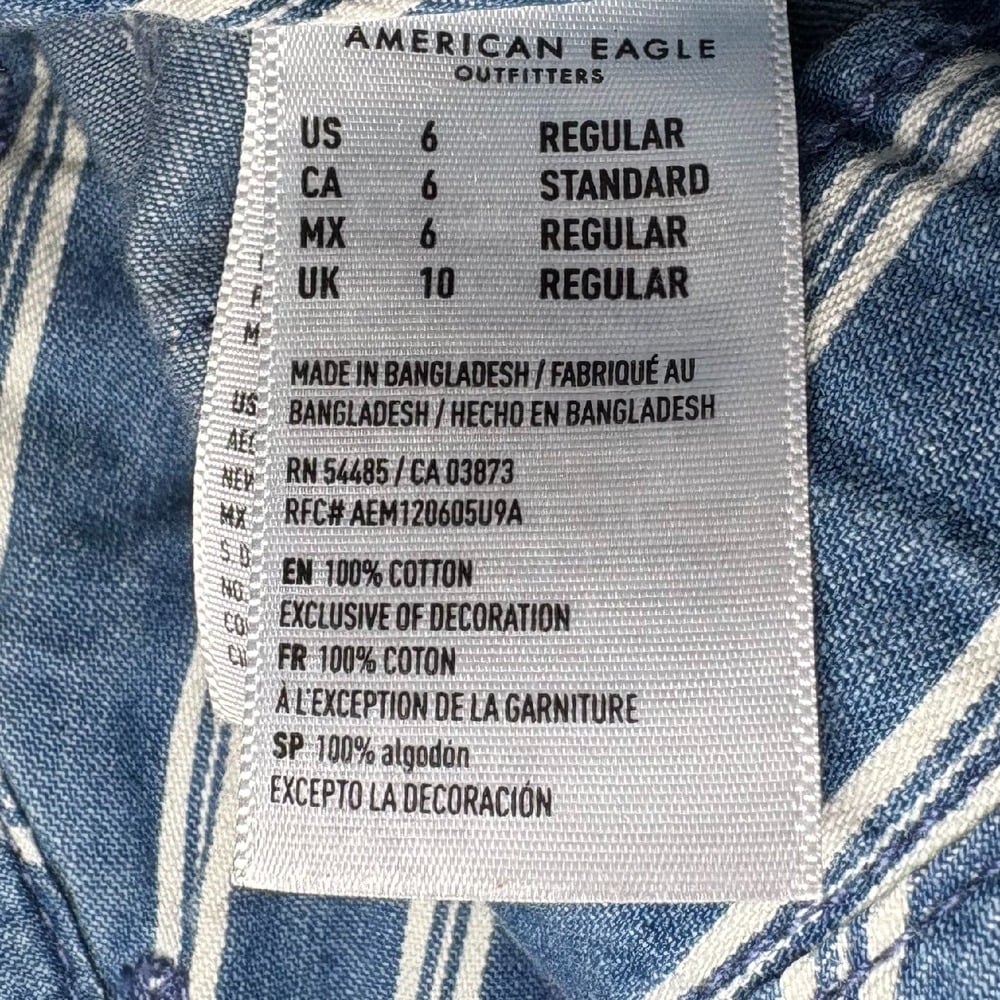 AMERICAN EAGLE
OUTFITTERS
US 6 REGULAR
CA 6 STANDARD
MX 6 REGULAR
UK 10 REGULAR
MADE IN BANGLADESH / FABRIQUÉ AU
BANGLADESH / HECHO EN BANGLADESH
RN 54485 / CA 03873
RFC# AEM120605U9A
EN 100% COTTON
EXCLUSIVE OF DECORATION
FR 100% COTON
À L'EXCEPTION DE LA GARNITURE
SP 100% algodón
EXCEPTO LA DECORACIÓN
US
MX